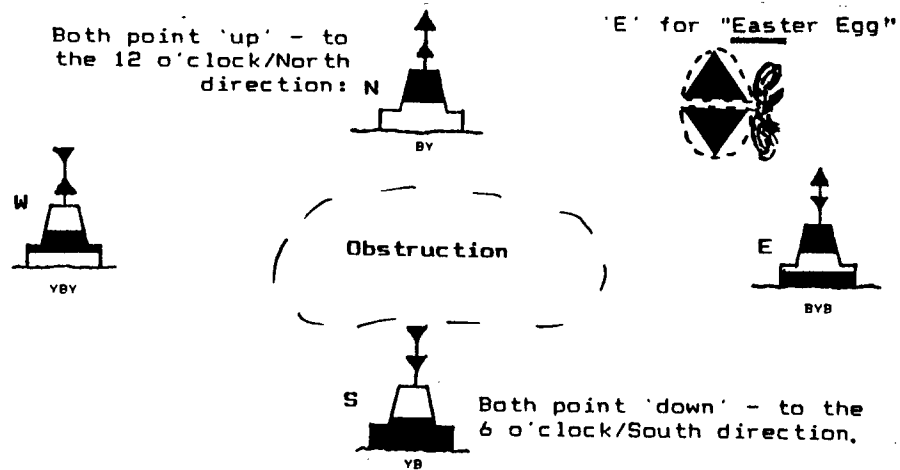 Both point 'up' - to
the 12 o'clock/North
direction:
N
BY
'E' for "Easter Egg"
W
YBY
Obstruction
E
BYB
S
YB
Both point 'down' - to the
6 o'clock/South direction.